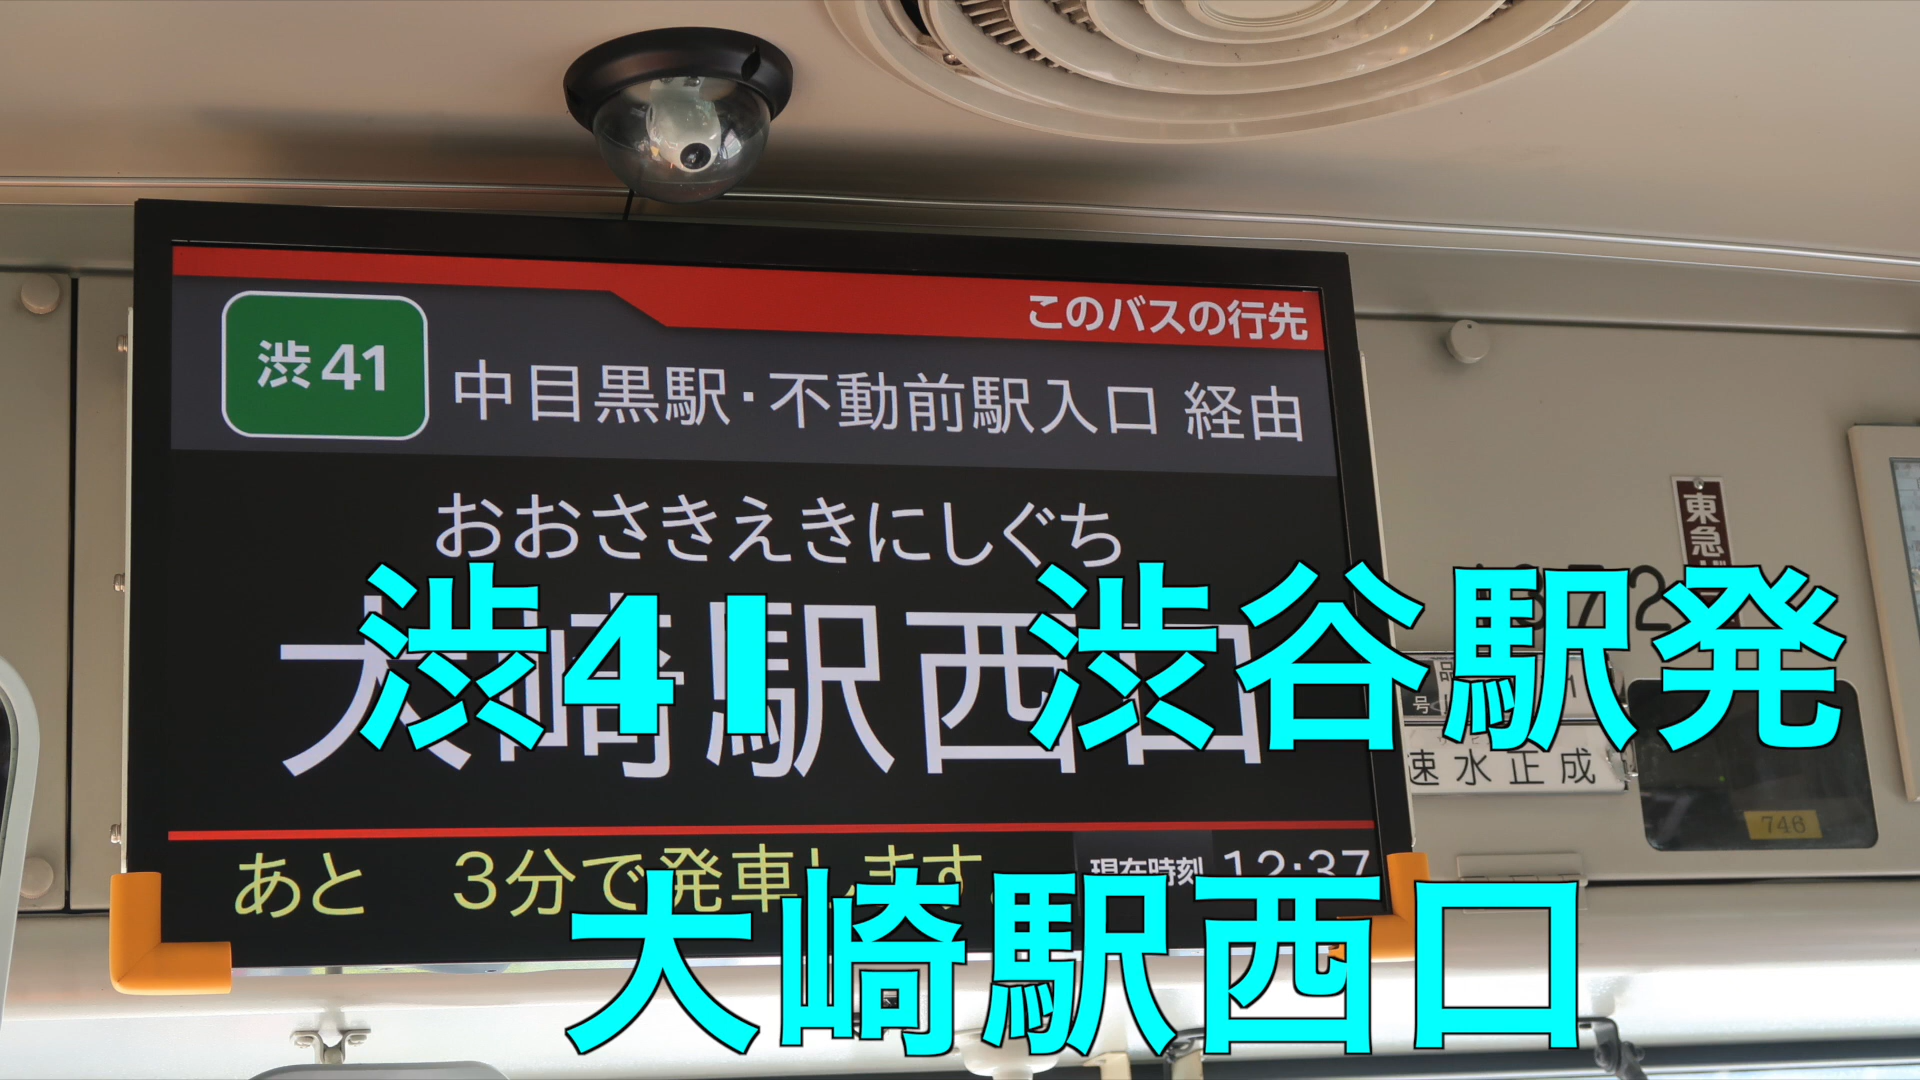 このバスの行先
渋41
中目黒駅・不動前駅入口 経由
おおさきえきにしぐち
大崎駅西口
あと 3分で発車します。
現在時刻 12:37
東急
速水正成
746
渋41 渋谷駅発
大崎駅西口